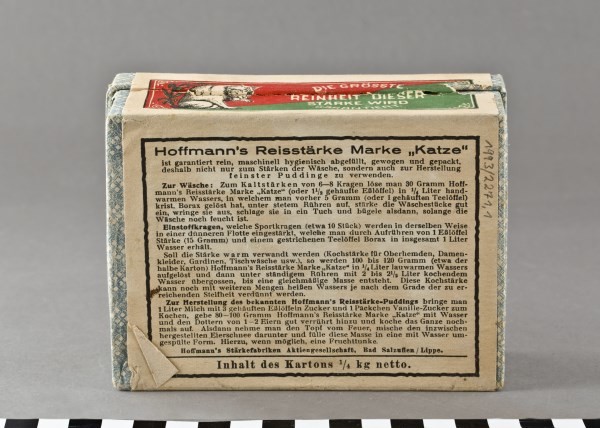 DIE GRÖSSTE
REINHEIT DIESER
STÄRKE WIRD
Hoffmann's Reisstärke Marke „Katze"
ist garantiert rein, maschinell hygienisch abgefüllt, gewogen und gepackt,
deshalb nicht nur zum Stärken der Wäsche, sondern auch zur Herstellung
feinster Puddinge zu verwenden.
Zur Wäsche: Zum Kaltstärken von 6—8 Kragen löse man 30 Gramm Hoff-
mann's Reisstärke Marke „Katze" (oder 1½ gehäufte Eßlöffel) in ¼ Liter hand-
warmen Wassers, in welchem man vorher 5 Gramm (oder 1 gehäuften Teelöffel)
krist. Borax gelöst hat, unter stetem Rühren auf, stärke die Wäschestücke gut
ein, wringe sie aus, schlage sie in ein Tuch und bügele alsdann, solange die
Wäsche noch feucht ist.
Einstoffkragen, welche Sportkragen (etwa 10 Stück) werden in derselben Weise
in einer dünneren Flotte eingestärkt, welche man durch Aufrühren von 1 Eßlöffel
Stärke (15 Gramm) und einem gestrichenen Teelöffel Borax in insgesamt 1 Liter
Wasser erhält.
Soll die Stärke warm verwandt werden (Kochstärke für Oberhemden, Damen-
kleider, Gardinen, Tischwäsche usw.), so werden 100 bis 120 Gramm (etwa der
halbe Karton) Hoffmann's Reisstärke Marke „Katze" in ¼ Liter lauwarmen Wassers
aufgelöst und dann unter ständigem Rühren mit 2 bis 2½ Liter kochendem
Wasser übergossen, bis eine gleichmäßige Masse entsteht. Diese Kochstärke
kann noch mit weiteren Mengen heißen Wassers je nach dem Grade der zu er-
reichenden Steifheit verdünnt werden.
Zur Herstellung des bekannten Hoffmann's Reisstärke-Puddings bringe man
1 Liter Milch mit 3 gehäuften Eßlöffeln Zucker und 1 Päckchen Vanille-Zucker zum
Kochen, gebe 80—100 Gramm Hoffmann's Reisstärke Marke „Katze" mit Wasser
und den Dottern von 1—2 Eiern gut verrührt hinzu und koche das Ganze noch-
mals auf. Alsdann nehme man den Topf vom Feuer, mische den inzwischen
hergestellten Eierschnee darunter und fülle diese Masse in eine mit Wasser um-
gespülte Form. Hierzu, wenn möglich, eine Fruchttunke.
Hoffmann's Stärkefabriken Aktiengesellschaft, Bad Salzuflen / Lippe.
Inhalt des Kartons ¼ kg netto.